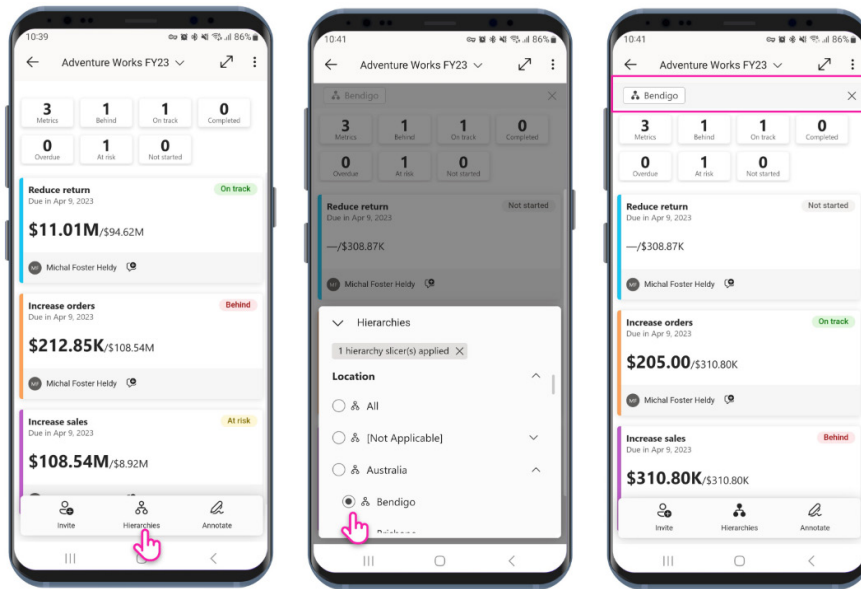 10:39
86%
Adventure Works FY23
3
Metrics
1
Behind
1
On track
0
Completed
0
Overdue
1
At risk
0
Not started
Reduce return
On track
Due in Apr 9, 2023
$11.01M/$94.62M
MF Michal Foster Heldy
Increase orders
Behind
Due in Apr 9, 2023
$212.85K/$108.54M
MF Michal Foster Heldy
Increase sales
At risk
Due in Apr 9, 2023
$108.54M/$8.92M
Invite
Hierarchies
Annotate
10:41
86%
Adventure Works FY23
Bendigo
3
Metrics
1
Behind
1
On track
0
Completed
0
Overdue
1
At risk
0
Not started
Reduce return
Not started
Due in Apr 9, 2023
—/$308.87K
MF Michal Foster Heldy
Hierarchies
1 hierarchy slicer(s) applied
Location
All
[Not Applicable]
Australia
Bendigo
10:41
86%
Adventure Works FY23
Bendigo
3
Metrics
1
Behind
1
On track
0
Completed
0
Overdue
1
At risk
0
Not started
Reduce return
Not started
Due in Apr 9, 2023
—/$308.87K
MF Michal Foster Heldy
Increase orders
On track
Due in Apr 9, 2023
$205.00/$310.80K
MF Michal Foster Heldy
Increase sales
Behind
Due in Apr 9, 2023
$310.80K/$310.80K
Invite
Hierarchies
Annotate